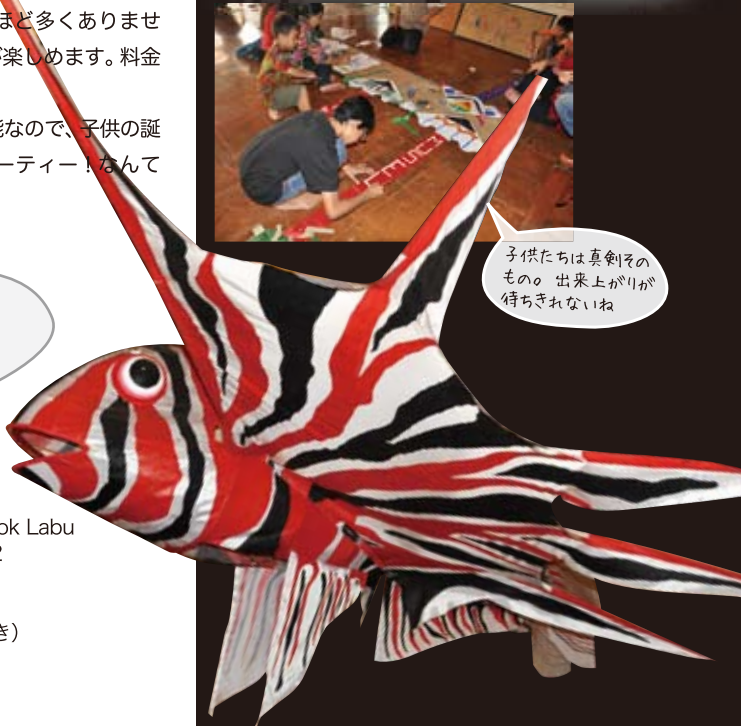 ほど多くありませ
が楽しめます。料金
能なので、子供の誕
ーティー！なんて
子供たちは真剣その
もの。出来上がりが
待ちきれないね
ok Labu
2
き）